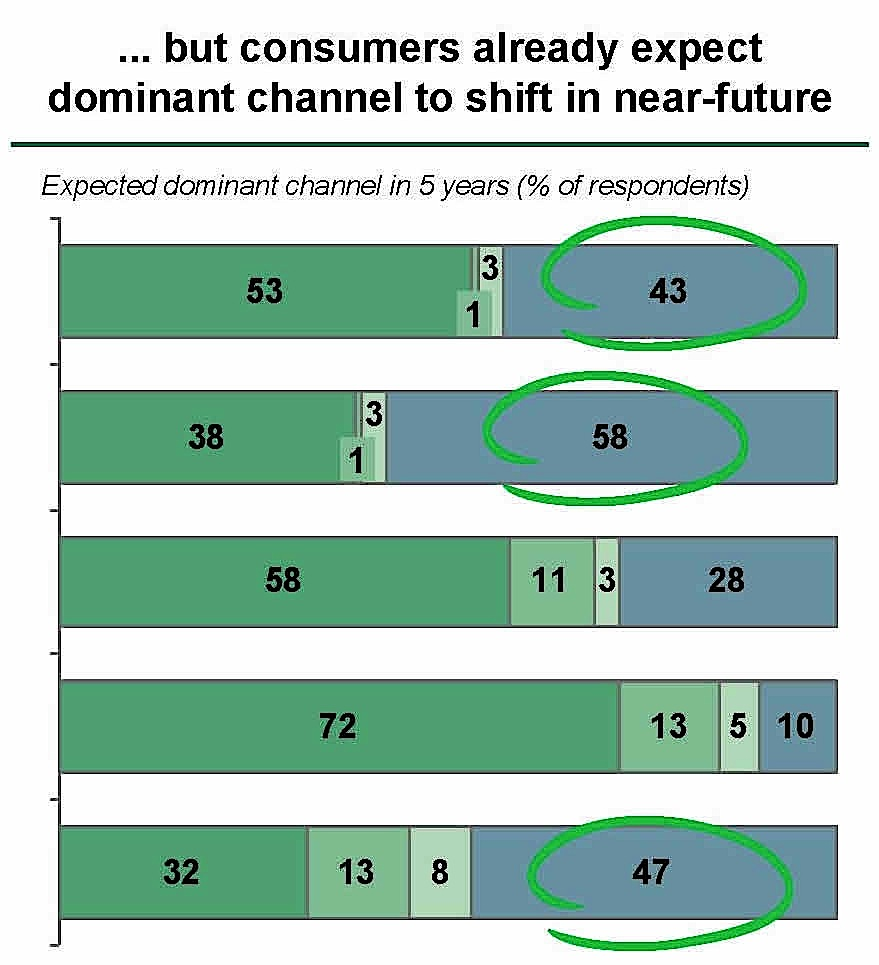 ... but consumers already expect
dominant channel to shift in near-future
Expected dominant channel in 5 years (% of respondents)
53 1 3 43
38 1 3 58
58 11 3 28
72 13 5 10
32 13 8 47